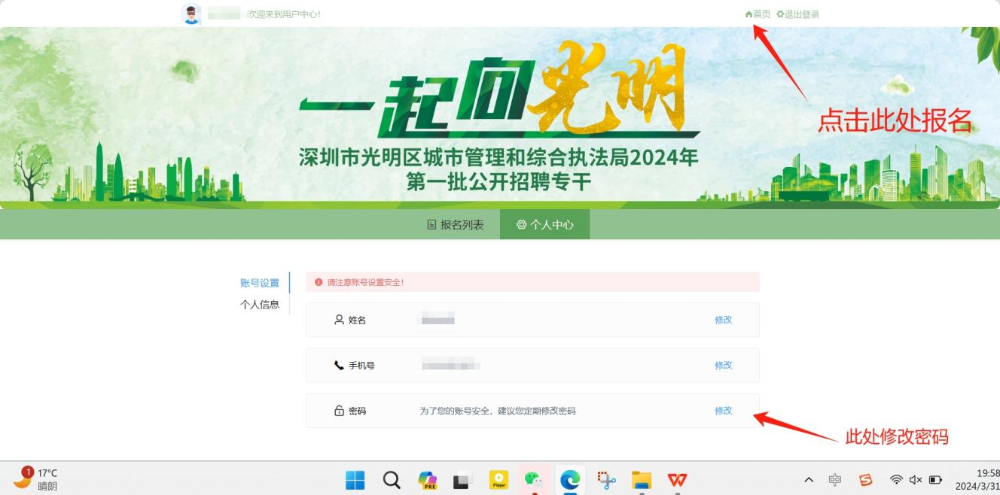 欢迎来到用户中心！
首页 退出登录
一起向光明
点击此处报名
深圳市光明区城市管理和综合执法局2024年
第一批公开招聘专干
报名列表 个人中心
账号设置
请注意账号设置安全！
个人信息
姓名 修改
手机号 修改
密码 为了您的账号安全，建议您定期修改密码 修改
此处修改密码
1
17°C
晴朗
PRE
Player
中
19:58
2024/3/31